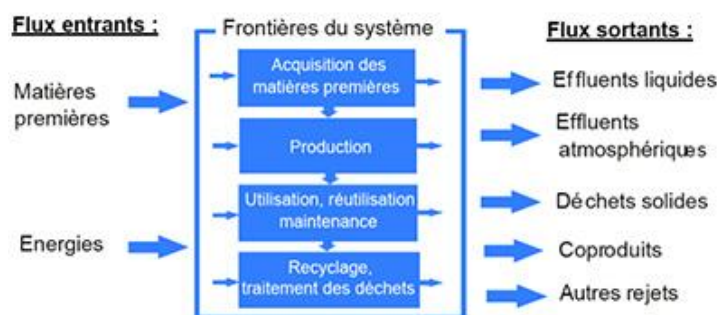 Flux entrants :
Frontières du système
Flux sortants :
Matières
premières
Energies
Acquisition des
matières premières
Production
Utilisation, réutilisation
maintenance
Recyclage,
traitement des déchets
Effluents liquides
Effluents
atmosphériques
Déchets solides
Coproduits
Autres rejets